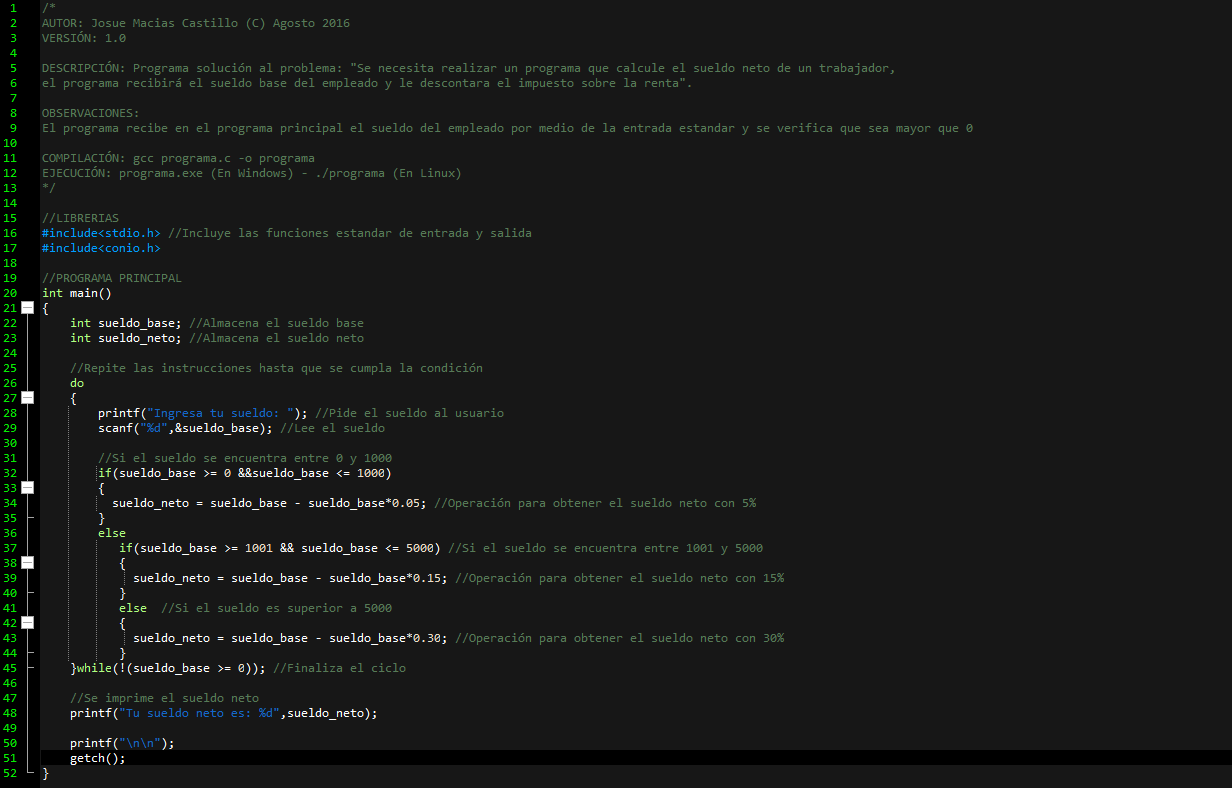 1 /*
2 AUTOR: Josue Macias Castillo (C) Agosto 2016
3 VERSIÓN: 1.0
4
5 DESCRIPCIÓN: Programa solución al problema: "Se necesita realizar un programa que calcule el sueldo neto de un trabajador,
6 el programa recibirá el sueldo base del empleado y le descontara el impuesto sobre la renta".
7
8 OBSERVACIONES:
9 El programa recibe en el programa principal el sueldo del empleado por medio de la entrada estandar y se verifica que sea mayor que 0
10
11 COMPILACIÓN: gcc programa.c -o programa
12 EJECUCIÓN: programa.exe (En Windows) - ./programa (En Linux)
13 */
14
15 //LIBRERIAS
16 #include<stdio.h> //Incluye las funciones estandar de entrada y salida
17 #include<conio.h>
18
19 //PROGRAMA PRINCIPAL
20 int main()
21 {
22     int sueldo_base; //Almacena el sueldo base
23     int sueldo_neto; //Almacena el sueldo neto
24
25     //Repite las instrucciones hasta que se cumpla la condición
26     do
27     {
28         printf("Ingresa tu sueldo: "); //Pide el sueldo al usuario
29         scanf("%d",&sueldo_base); //Lee el sueldo
30
31         //Si el sueldo se encuentra entre 0 y 1000
32         if(sueldo_base >= 0 &&sueldo_base <= 1000)
33         {
34           sueldo_neto = sueldo_base - sueldo_base*0.05; //Operación para obtener el sueldo neto con 5%
35         }
36         else
37            if(sueldo_base >= 1001 && sueldo_base <= 5000) //Si el sueldo se encuentra entre 1001 y 5000
38            {
39              sueldo_neto = sueldo_base - sueldo_base*0.15; //Operación para obtener el sueldo neto con 15%
40            }
41            else  //Si el sueldo es superior a 5000
42            {
43              sueldo_neto = sueldo_base - sueldo_base*0.30; //Operación para obtener el sueldo neto con 30%
44            }
45     }while(!(sueldo_base >= 0)); //Finaliza el ciclo
46
47     //Se imprime el sueldo neto
48     printf("Tu sueldo neto es: %d",sueldo_neto);
49
50     printf("\n\n");
51     getch();
52 }